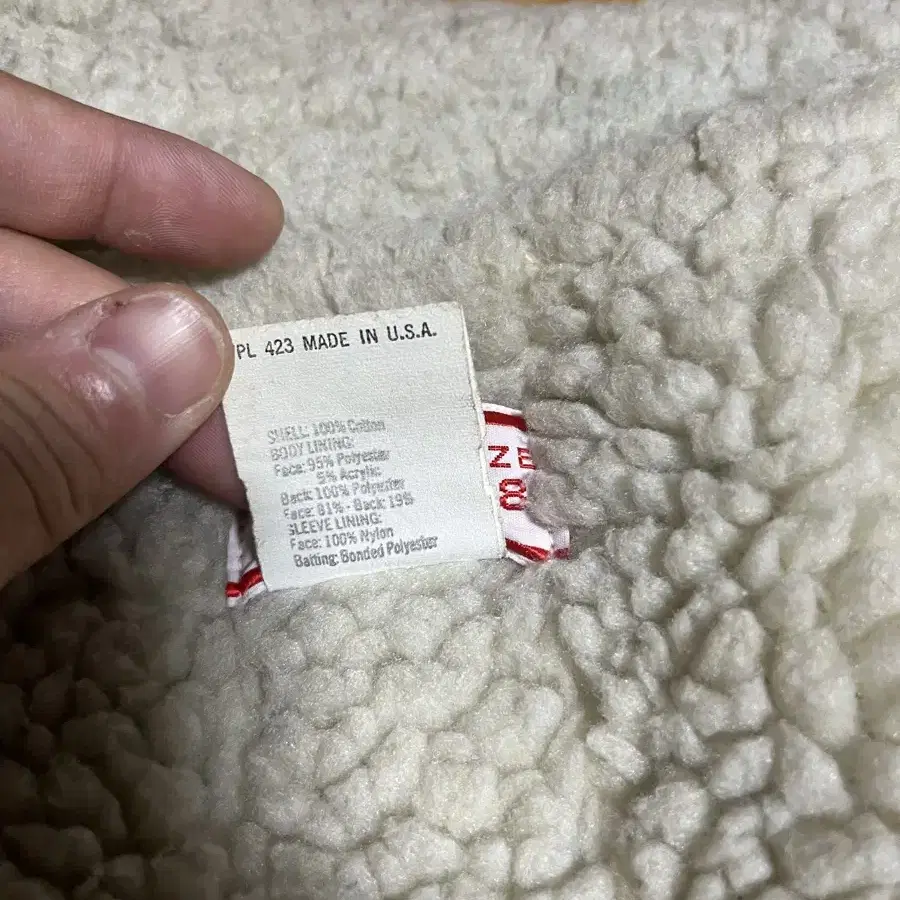 PL 423 MADE IN U.S.A.
SHELL: 100% Cotton
BODY LINING:
Face: 95% Polyester
5% Acrylic
Back: 100% Polyester
Face: 81% - Back: 19%
SLEEVE LINING:
Face: 100% Nylon
Batting: Bonded Polyester
ZE
8